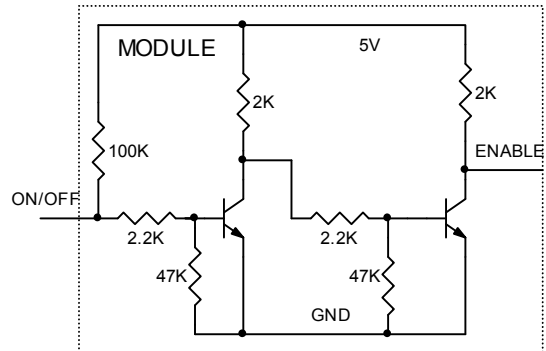 MODULE
5V
2K
2K
100K
ENABLE
ON/OFF
2.2K
2.2K
47K
47K
GND